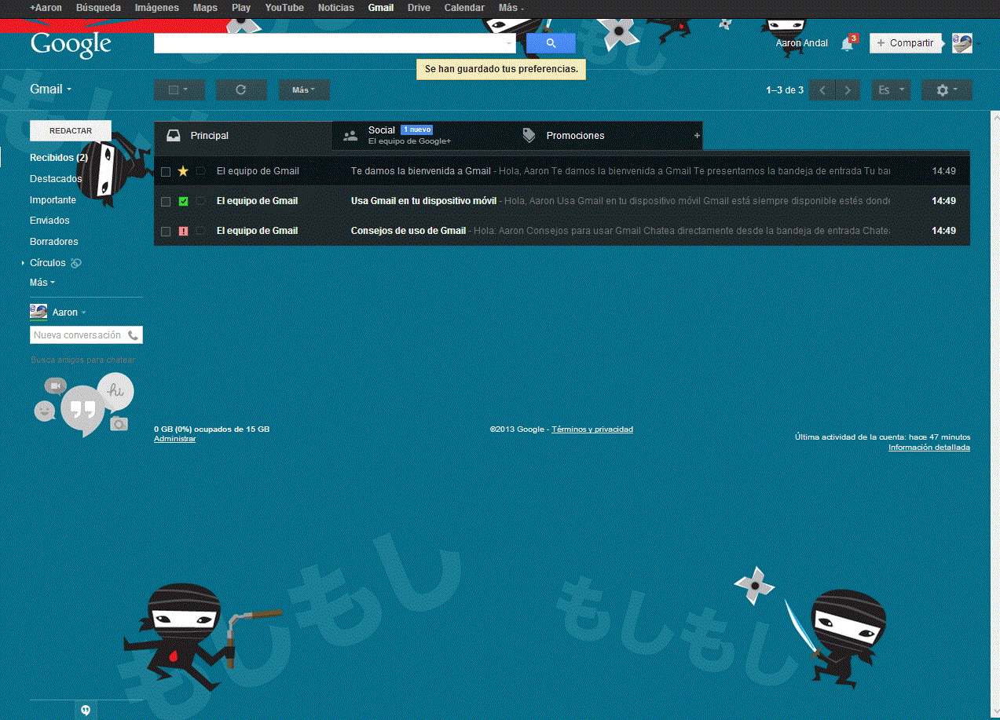 +Aaron Búsqueda Imágenes Maps Play YouTube Noticias Gmail Drive Calendar Más
Google
Aaron Andal 3 + Compartir
Se han guardado tus preferencias.
Gmail
Más
1–3 de 3
Es
REDACTAR
Principal
Social 1 nuevo
El equipo de Google+
Promociones
+
Recibidos (2)
Destacados
Importante
Enviados
Borradores
Círculos
Más
El equipo de Gmail Te damos la bienvenida a Gmail - Hola, Aaron Te damos la bienvenida a Gmail Te presentamos la bandeja de entrada Tu bar 14:49
El equipo de Gmail Usa Gmail en tu dispositivo móvil - Hola, Aaron Usa Gmail en tu dispositivo móvil Gmail está siempre disponible estés donde 14:49
El equipo de Gmail Consejos de uso de Gmail - Hola: Aaron Consejos para usar Gmail Chatea directamente desde la bandeja de entrada Chatea 14:49
Aaron
Nueva conversación
Busca amigos para chatear
hi
0 GB (0%) ocupados de 15 GB
Administrar
©2013 Google - Términos y privacidad
Última actividad de la cuenta: hace 47 minutos
Información detallada
もしもし
もしもし